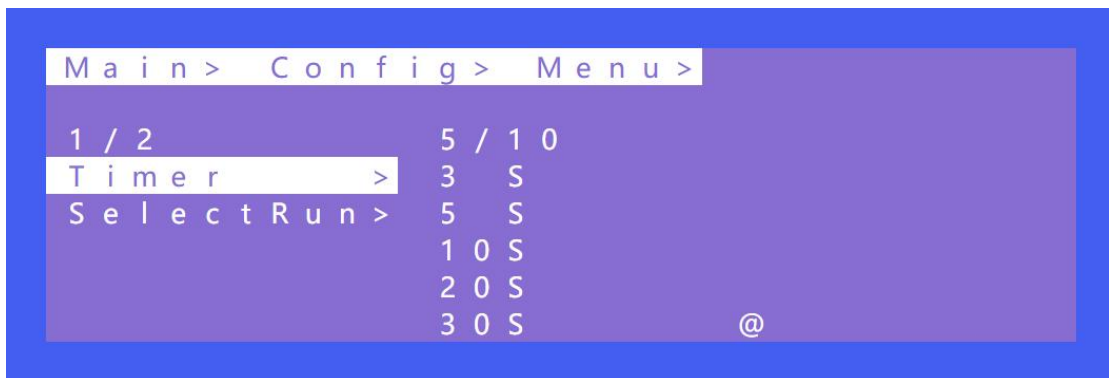 Main> Config> Menu>
1/2 5/10
Timer > 3 S
SelectRun> 5 S
10S
20S
30S @